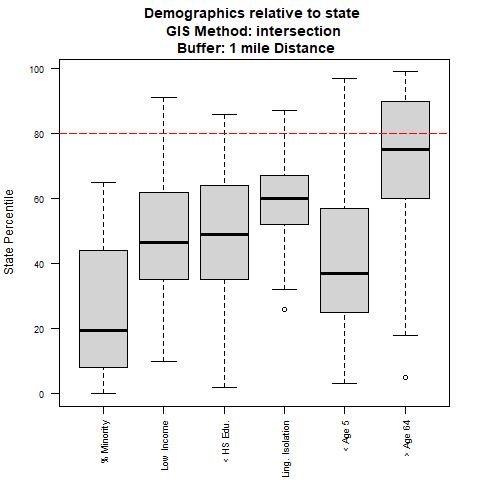 Demographics relative to state
GIS Method: intersection
Buffer: 1 mile Distance
State Percentile
100
80
60
40
20
0
% Minority
Low Income
< HS Edu.
Ling. Isolation
< Age 5
> Age 64